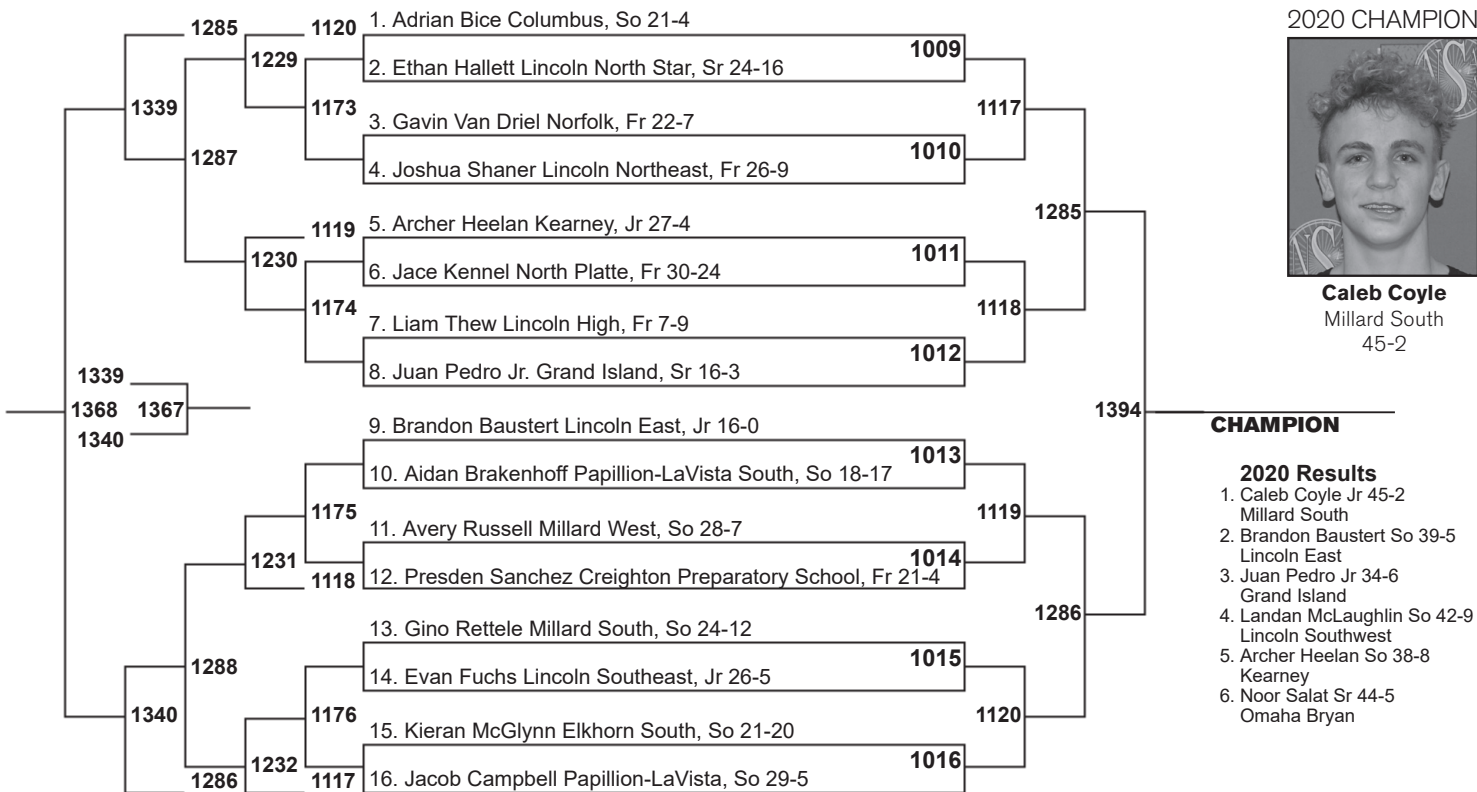 1285
1120
1. Adrian Bice Columbus, So 21-4
2020 CHAMPION
1229
1009
2. Ethan Hallett Lincoln North Star, Sr 24-16
1339
1173
3. Gavin Van Driel Norfolk, Fr 22-7
1117
1287
1010
4. Joshua Shaner Lincoln Northeast, Fr 26-9
1285
1119
5. Archer Heelan Kearney, Jr 27-4
1230
1011
6. Jace Kennel North Platte, Fr 30-24
1174
1118
7. Liam Thew Lincoln High, Fr 7-9
1012
8. Juan Pedro Jr. Grand Island, Sr 16-3
Caleb Coyle
Millard South
45-2
1339
1368 1367
1340
1394
CHAMPION
9. Brandon Baustert Lincoln East, Jr 16-0
1013
10. Aidan Brakenhoff Papillion-LaVista South, So 18-17
1175
1119
11. Avery Russell Millard West, So 28-7
1231
1014
1118
12. Presden Sanchez Creighton Preparatory School, Fr 21-4
1286
13. Gino Rettele Millard South, So 24-12
1288
1015
14. Evan Fuchs Lincoln Southeast, Jr 26-5
1340
1176
1120
15. Kieran McGlynn Elkhorn South, So 21-20
1232
1016
1286
1117
16. Jacob Campbell Papillion-LaVista, So 29-5
2020 Results
1. Caleb Coyle Jr 45-2
Millard South
2. Brandon Baustert So 39-5
Lincoln East
3. Juan Pedro Jr 34-6
Grand Island
4. Landan McLaughlin So 42-9
Lincoln Southwest
5. Archer Heelan So 38-8
Kearney
6. Noor Salat Sr 44-5
Omaha Bryan